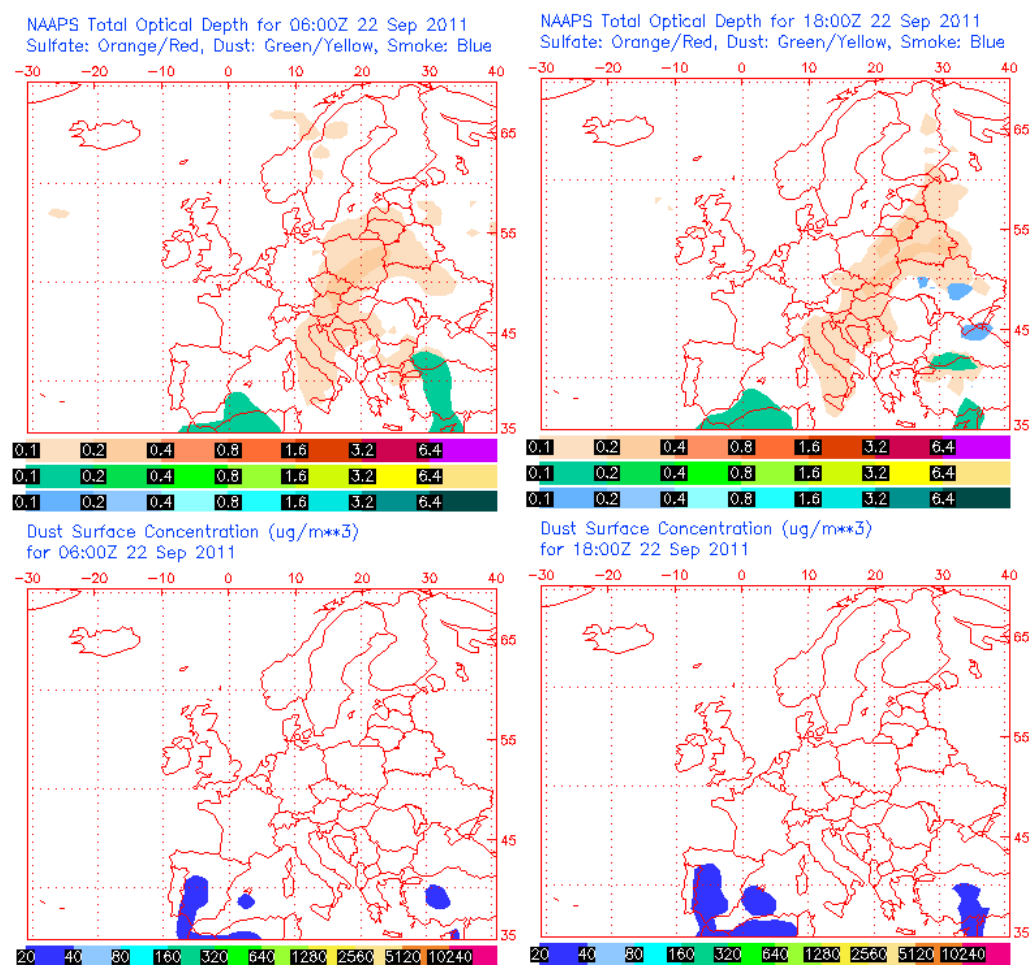 NAAPS Total Optical Depth for 06:00Z 22 Sep 2011
Sulfate: Orange/Red, Dust: Green/Yellow, Smoke: Blue
-30 -20 -10 0 10 20 30 40
65
55
45
35
0.1 0.2 0.4 0.8 1.6 3.2 6.4
0.1 0.2 0.4 0.8 1.6 3.2 6.4
0.1 0.2 0.4 0.8 1.6 3.2 6.4
NAAPS Total Optical Depth for 18:00Z 22 Sep 2011
Sulfate: Orange/Red, Dust: Green/Yellow, Smoke: Blue
-30 -20 -10 0 10 20 30 40
65
55
45
35
0.1 0.2 0.4 0.8 1.6 3.2 6.4
0.1 0.2 0.4 0.8 1.6 3.2 6.4
0.1 0.2 0.4 0.8 1.6 3.2 6.4
Dust Surface Concentration (ug/m**3)
for 06:00Z 22 Sep 2011
-30 -20 -10 0 10 20 30 40
65
55
45
35
20 40 80 160 320 640 1280 2560 5120 10240
Dust Surface Concentration (ug/m**3)
for 18:00Z 22 Sep 2011
-30 -20 -10 0 10 20 30 40
65
55
45
35
20 40 80 160 320 640 1280 2560 5120 10240